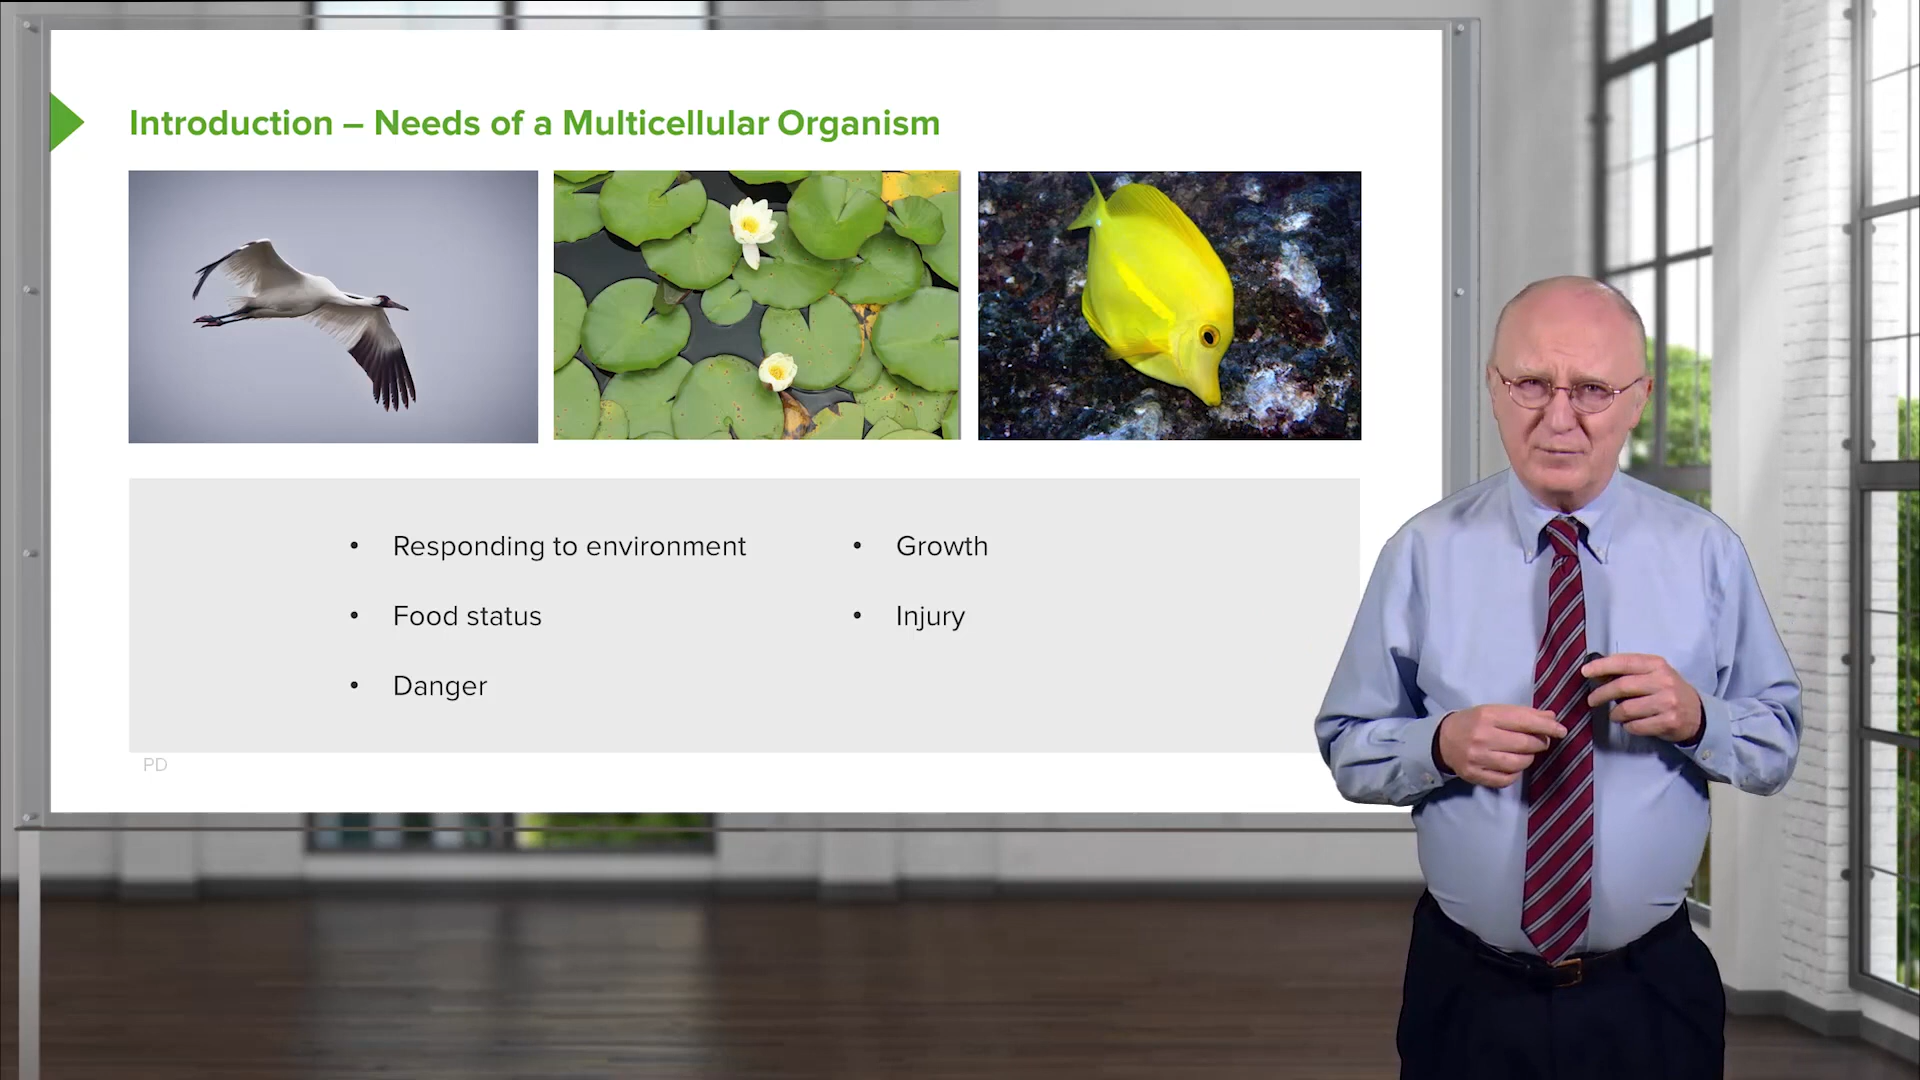 Introduction – Needs of a Multicellular Organism
• Responding to environment
• Food status
• Danger
• Growth
• Injury
PD